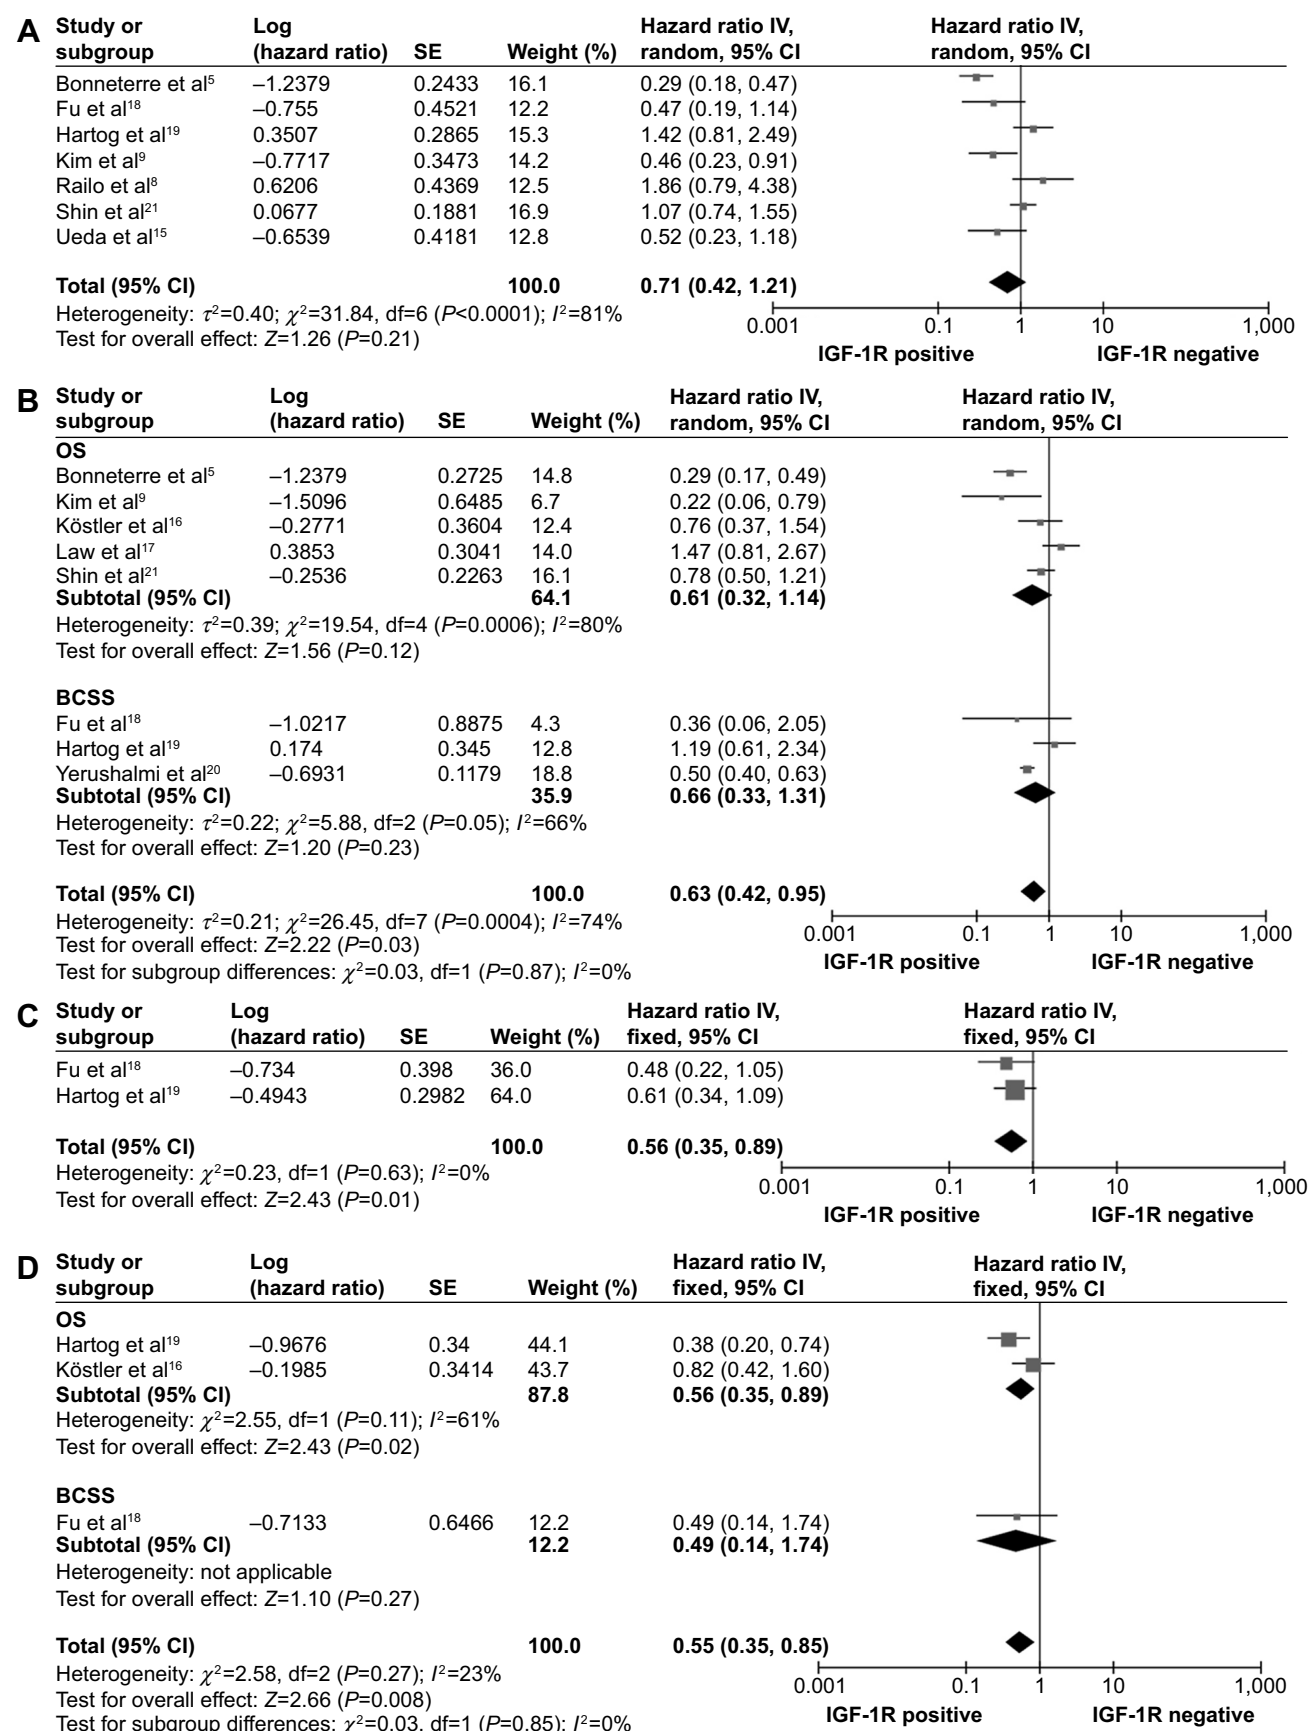 A Study or subgroup Log (hazard ratio) SE Weight (%) Hazard ratio IV, random, 95% CI Hazard ratio IV, random, 95% CI
Bonneterre et al5 –1.2379 0.2433 16.1 0.29 (0.18, 0.47)
Fu et al18 –0.755 0.4521 12.2 0.47 (0.19, 1.14)
Hartog et al19 0.3507 0.2865 15.3 1.42 (0.81, 2.49)
Kim et al9 –0.7717 0.3473 14.2 0.46 (0.23, 0.91)
Railo et al8 0.6206 0.4369 12.5 1.86 (0.79, 4.38)
Shin et al21 0.0677 0.1881 16.9 1.07 (0.74, 1.55)
Ueda et al15 –0.6539 0.4181 12.8 0.52 (0.23, 1.18)
Total (95% CI) 100.0 0.71 (0.42, 1.21)
Heterogeneity: τ2=0.40; χ2=31.84, df=6 (P<0.0001); I2=81%
Test for overall effect: Z=1.26 (P=0.21)
0.001 0.1 1 10 1,000
IGF-1R positive IGF-1R negative
B Study or subgroup Log (hazard ratio) SE Weight (%) Hazard ratio IV, random, 95% CI Hazard ratio IV, random, 95% CI
OS
Bonneterre et al5 –1.2379 0.2725 14.8 0.29 (0.17, 0.49)
Kim et al9 –1.5096 0.6485 6.7 0.22 (0.06, 0.79)
Köstler et al16 –0.2771 0.3604 12.4 0.76 (0.37, 1.54)
Law et al17 0.3853 0.3041 14.0 1.47 (0.81, 2.67)
Shin et al21 –0.2536 0.2263 16.1 0.78 (0.50, 1.21)
Subtotal (95% CI) 64.1 0.61 (0.32, 1.14)
Heterogeneity: τ2=0.39; χ2=19.54, df=4 (P=0.0006); I2=80%
Test for overall effect: Z=1.56 (P=0.12)
BCSS
Fu et al18 –1.0217 0.8875 4.3 0.36 (0.06, 2.05)
Hartog et al19 0.174 0.345 12.8 1.19 (0.61, 2.34)
Yerushalmi et al20 –0.6931 0.1179 18.8 0.50 (0.40, 0.63)
Subtotal (95% CI) 35.9 0.66 (0.33, 1.31)
Heterogeneity: τ2=0.22; χ2=5.88, df=2 (P=0.05); I2=66%
Test for overall effect: Z=1.20 (P=0.23)
Total (95% CI) 100.0 0.63 (0.42, 0.95)
Heterogeneity: τ2=0.21; χ2=26.45, df=7 (P=0.0004); I2=74%
Test for overall effect: Z=2.22 (P=0.03)
Test for subgroup differences: χ2=0.03, df=1 (P=0.87); I2=0%
0.001 0.1 1 10 1,000
IGF-1R positive IGF-1R negative
C Study or subgroup Log (hazard ratio) SE Weight (%) Hazard ratio IV, fixed, 95% CI Hazard ratio IV, fixed, 95% CI
Fu et al18 –0.734 0.398 36.0 0.48 (0.22, 1.05)
Hartog et al19 –0.4943 0.2982 64.0 0.61 (0.34, 1.09)
Total (95% CI) 100.0 0.56 (0.35, 0.89)
Heterogeneity: χ2=0.23, df=1 (P=0.63); I2=0%
Test for overall effect: Z=2.43 (P=0.01)
0.001 0.1 1 10 1,000
IGF-1R positive IGF-1R negative
D Study or subgroup Log (hazard ratio) SE Weight (%) Hazard ratio IV, fixed, 95% CI Hazard ratio IV, fixed, 95% CI
OS
Hartog et al19 –0.9676 0.34 44.1 0.38 (0.20, 0.74)
Köstler et al16 –0.1985 0.3414 43.7 0.82 (0.42, 1.60)
Subtotal (95% CI) 87.8 0.56 (0.35, 0.89)
Heterogeneity: χ2=2.55, df=1 (P=0.11); I2=61%
Test for overall effect: Z=2.43 (P=0.02)
BCSS
Fu et al18 –0.7133 0.6466 12.2 0.49 (0.14, 1.74)
Subtotal (95% CI) 12.2 0.49 (0.14, 1.74)
Heterogeneity: not applicable
Test for overall effect: Z=1.10 (P=0.27)
Total (95% CI) 100.0 0.55 (0.35, 0.85)
Heterogeneity: χ2=2.58, df=2 (P=0.27); I2=23%
Test for overall effect: Z=2.66 (P=0.008)
Test for subgroup differences: χ2=0.03, df=1 (P=0.85); I2=0%
0.001 0.1 1 10 1,000
IGF-1R positive IGF-1R negative